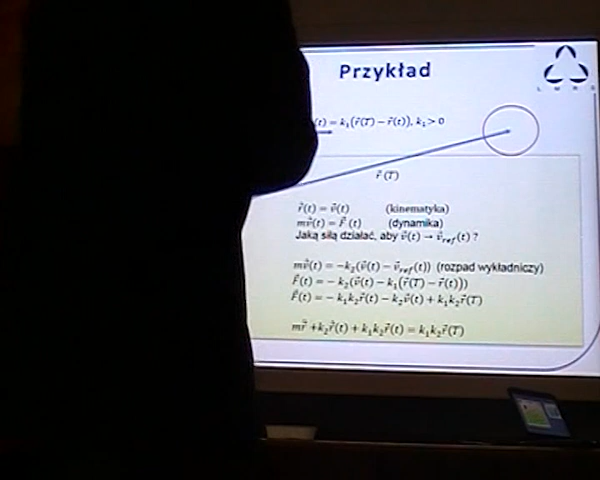 Przykład
(t) = k₁(r⃗(T) − r⃗(t)), k₁ > 0
r⃗(T)
ṙ⃗(t) = v⃗(t) (kinematyka)
mv̇⃗(t) = F⃗(t) (dynamika)
Jaką siłą działać, aby v⃗(t) → v⃗ref(t) ?
mv̇⃗(t) = −k₂(v⃗(t) − v⃗ref(t)) (rozpad wykładniczy)
F⃗(t) = − k₂(v⃗(t) − k₁(r⃗(T) − r⃗(t)))
F⃗(t) = − k₁k₂r⃗(t) − k₂v⃗(t) + k₁k₂r⃗(T)
mr̈⃗ + k₂ṙ⃗(t) + k₁k₂r⃗(t) = k₁k₂r⃗(T)